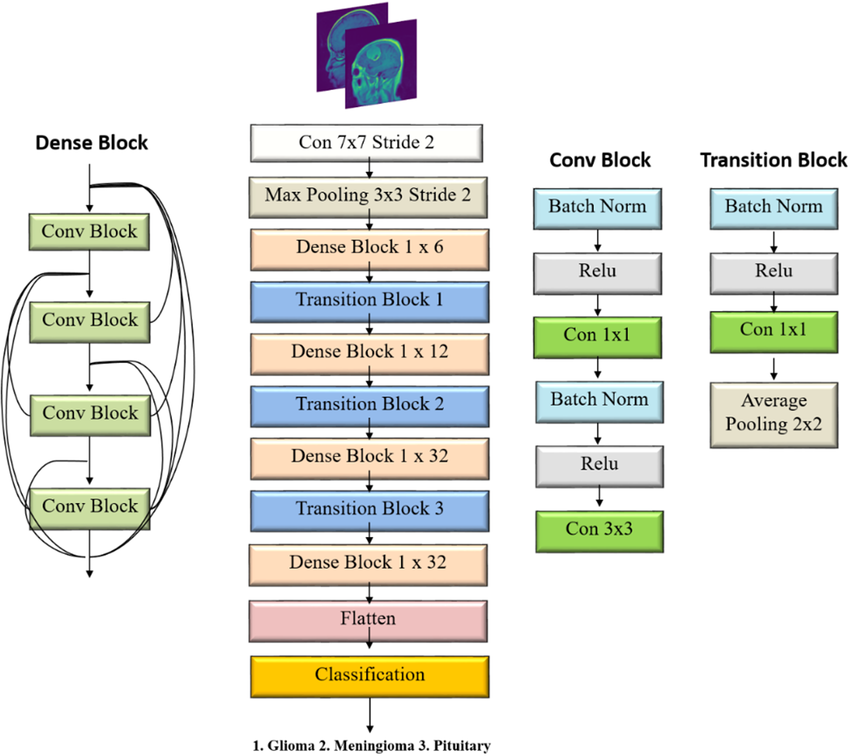 Dense Block
Conv Block
Conv Block
Conv Block
Conv Block
Con 7x7 Stride 2
Max Pooling 3x3 Stride 2
Dense Block 1 x 6
Transition Block 1
Dense Block 1 x 12
Transition Block 2
Dense Block 1 x 32
Transition Block 3
Dense Block 1 x 32
Flatten
Classification
1. Glioma 2. Meningioma 3. Pituitary
Conv Block
Batch Norm
Relu
Con 1x1
Batch Norm
Relu
Con 3x3
Transition Block
Batch Norm
Relu
Con 1x1
Average
Pooling 2x2